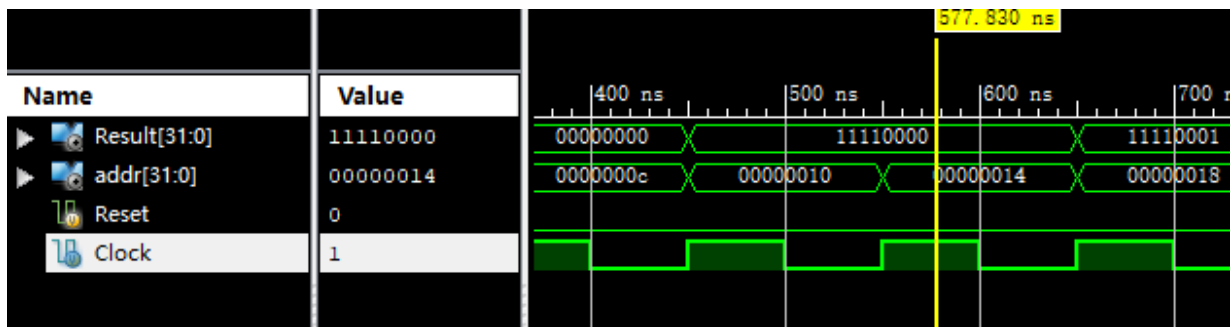 577.830 ns
Name Value |400 ns |500 ns |600 ns |700 n
Result[31:0] 11110000 00000000 11110000 11110001
addr[31:0] 00000014 0000000c 00000010 00000014 00000018
Reset 0
Clock 1